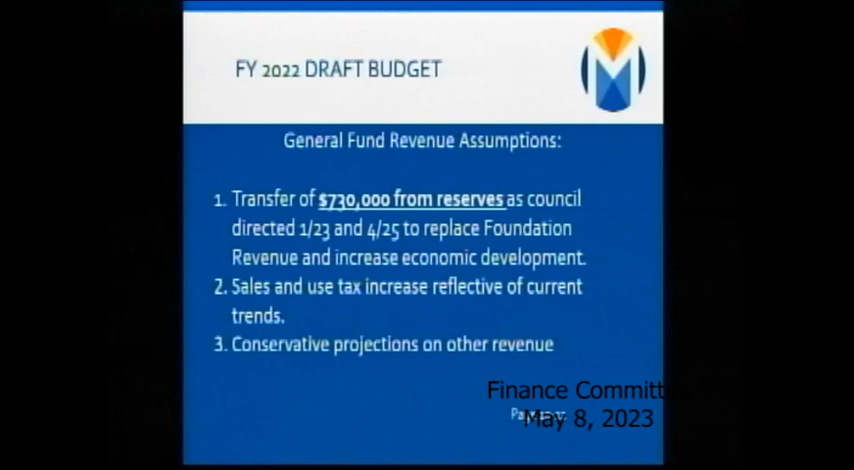 FY 2022 DRAFT BUDGET
General Fund Revenue Assumptions:
1. Transfer of $730,000 from reserves as council
directed 1/23 and 4/25 to replace Foundation
Revenue and increase economic development.
2. Sales and use tax increase reflective of current
trends.
3. Conservative projections on other revenue
Finance
May 8, 2023